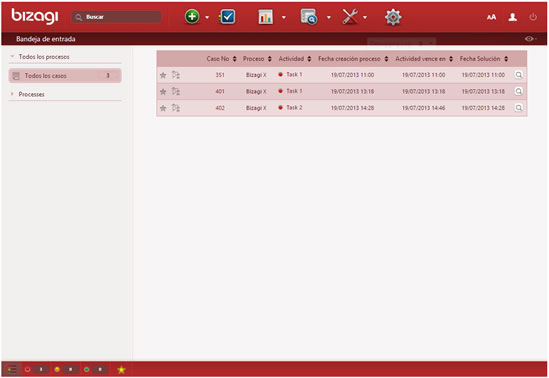 bizagi
Buscar
AA
Bandeja de entrada
Todos los procesos
Todos los casos 3
Processes
Caso No Proceso Actividad Fecha creación proceso Actividad vence en Fecha Solución
351 Bizagi X Task 1 19/07/2013 11:00 19/07/2013 11:00 19/07/2013 11:00
401 Bizagi X Task 1 19/07/2013 13:18 19/07/2013 13:18 19/07/2013 13:18
402 Bizagi X Task 2 19/07/2013 14:28 19/07/2013 14:46 19/07/2013 14:28